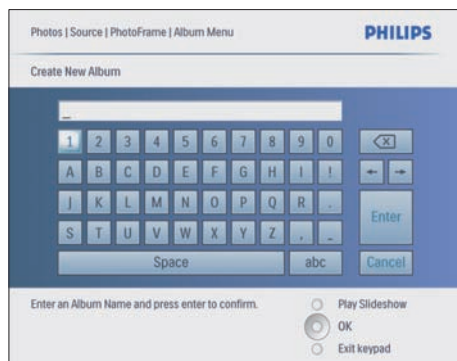 Photos | Source | PhotoFrame | Album Menu
PHILIPS
Create New Album
_
1 2 3 4 5 6 7 8 9 0
A B C D E F G H I !
J K L M N O P Q R .
Enter
S T U V W X Y Z , _
Space abc Cancel
Enter an Album Name and press enter to confirm.
Play Slideshow
OK
Exit keypad